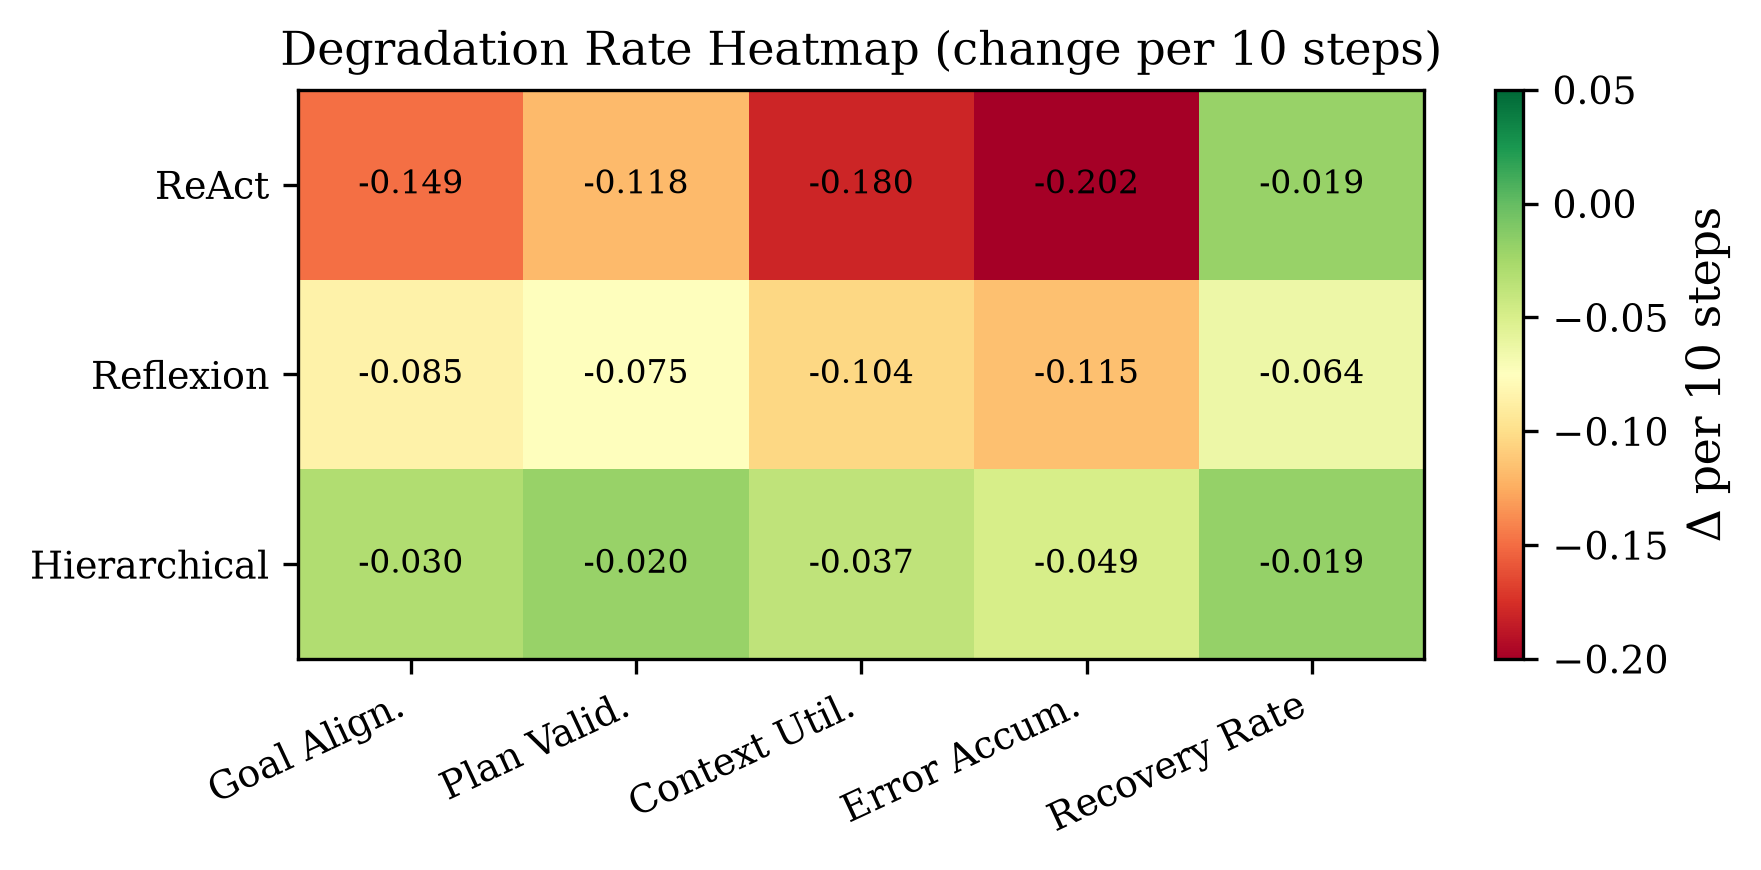 Degradation Rate Heatmap (change per 10 steps)
ReAct -0.149 -0.118 -0.180 -0.202 -0.019
Reflexion -0.085 -0.075 -0.104 -0.115 -0.064
Hierarchical -0.030 -0.020 -0.037 -0.049 -0.019
Goal Align. Plan Valid. Context Util. Error Accum. Recovery Rate
0.05
0.00
−0.05
−0.10
−0.15
−0.20
Δ per 10 steps